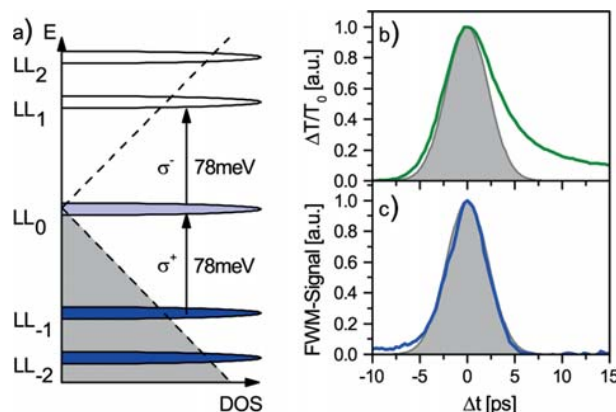 a) E
LL2
LL1
σ- 78meV
LL0
σ+ 78meV
LL-1
LL-2
DOS
b)
1.0
0.8
0.6
0.4
0.2
0.0
ΔT/T0 [a.u.]
c)
1.0
0.8
0.6
0.4
0.2
0.0
FWM-Signal [a.u.]
-10 -5 0 5 10 15
Δt [ps]